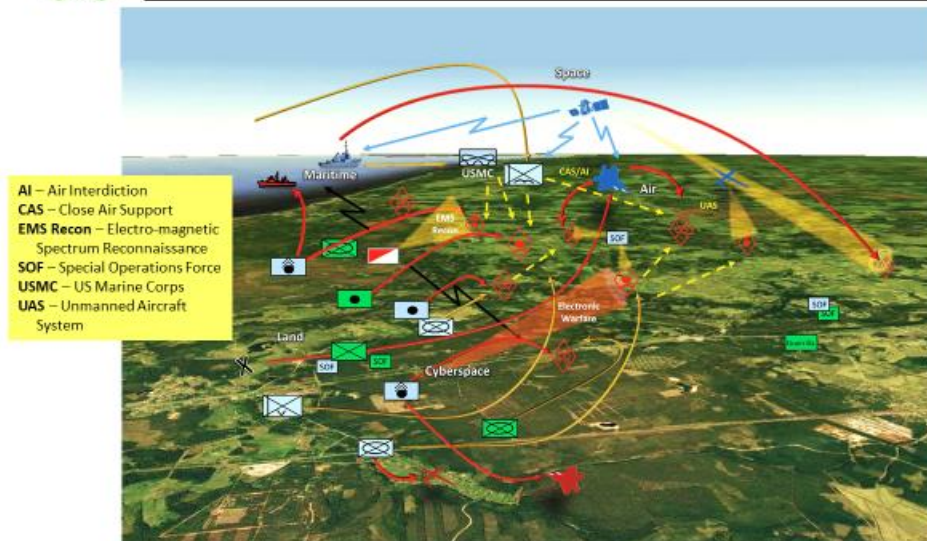 Space
Maritime
USMC
CAS/AI
Air
UAS
AI – Air Interdiction
CAS – Close Air Support
EMS Recon – Electro-magnetic
Spectrum Reconnaissance
SOF – Special Operations Force
USMC – US Marine Corps
UAS – Unmanned Aircraft
System
EMS
Recon
SOF
Electronic
Warfare
SOF
SOF
Land
SOF
SOF
Cyberspace